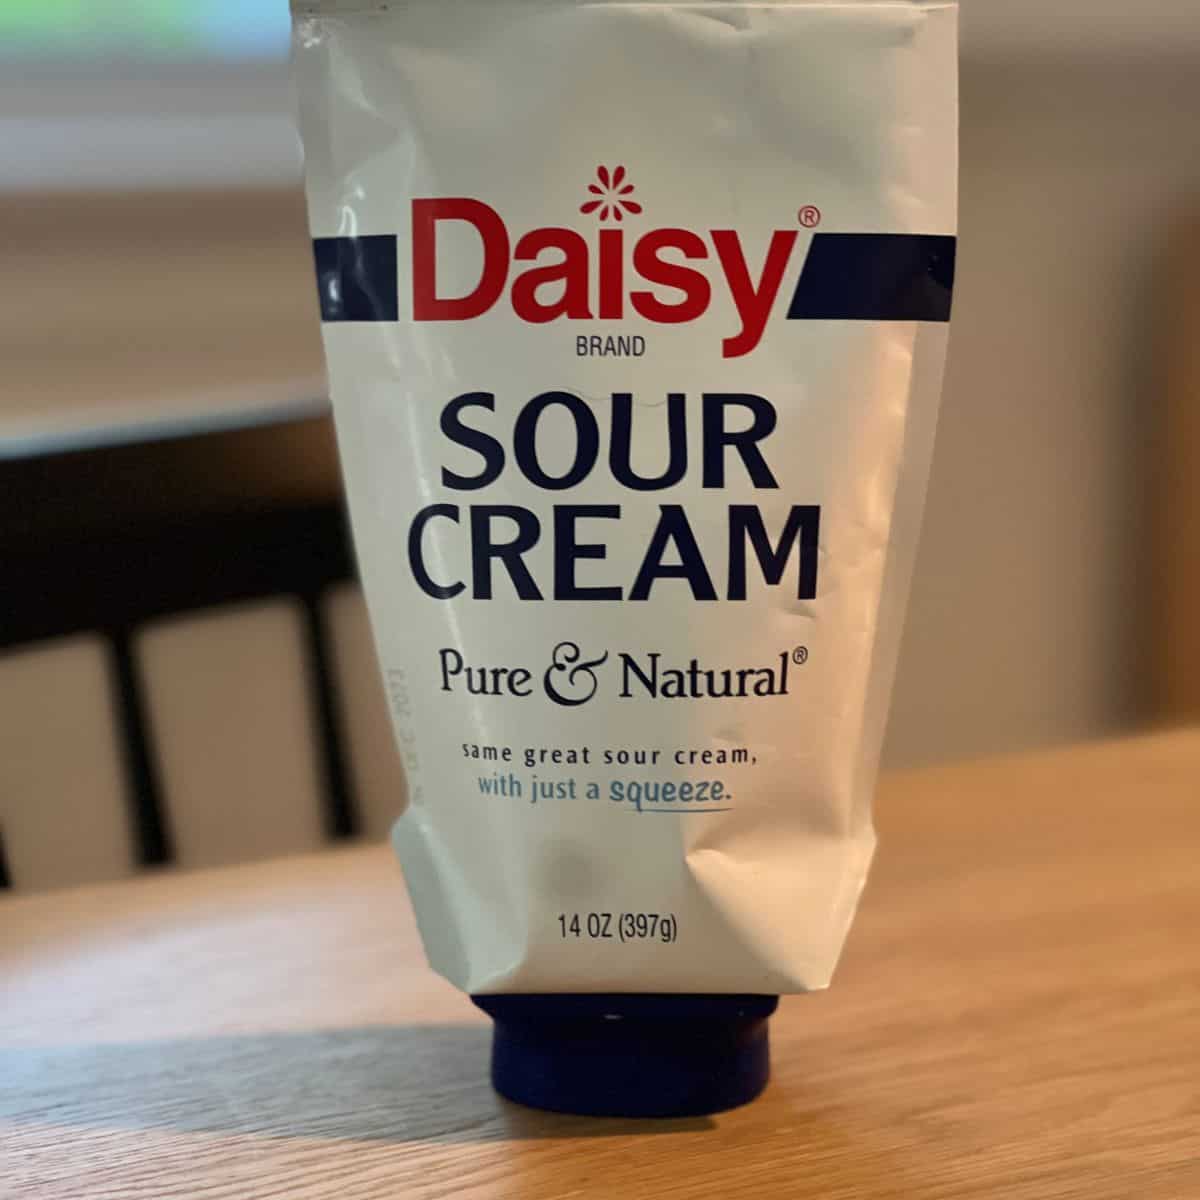 Daisy®
BRAND
SOUR
CREAM
Pure & Natural®
same great sour cream,
with just a squeeze.
14 OZ (397g)